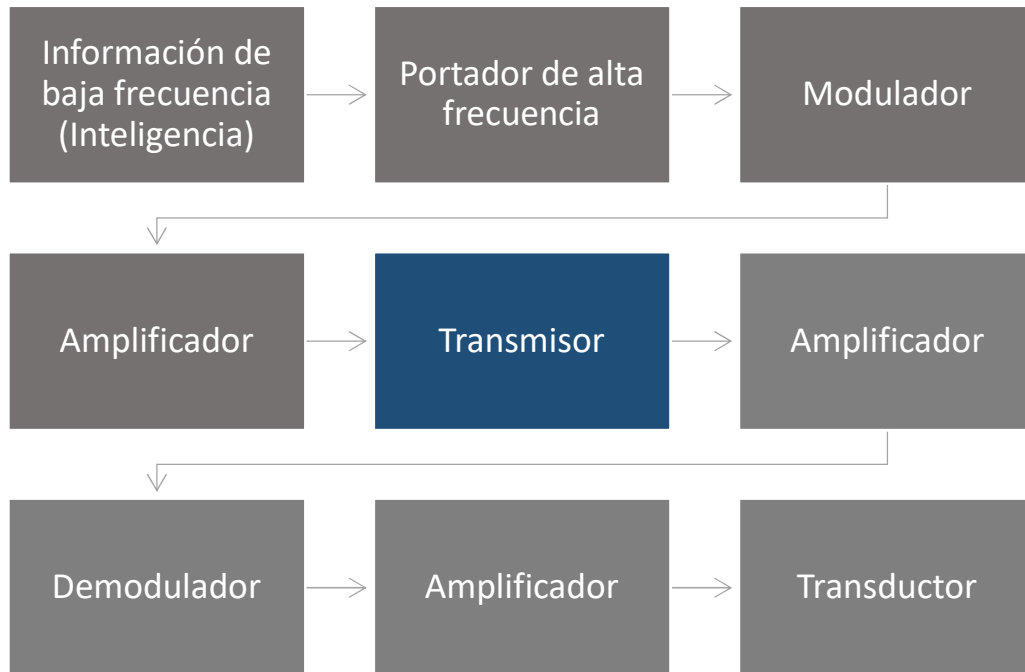 Información de
baja frecuencia
(Inteligencia)
Portador de alta
frecuencia
Modulador
Amplificador
Transmisor
Amplificador
Demodulador
Amplificador
Transductor